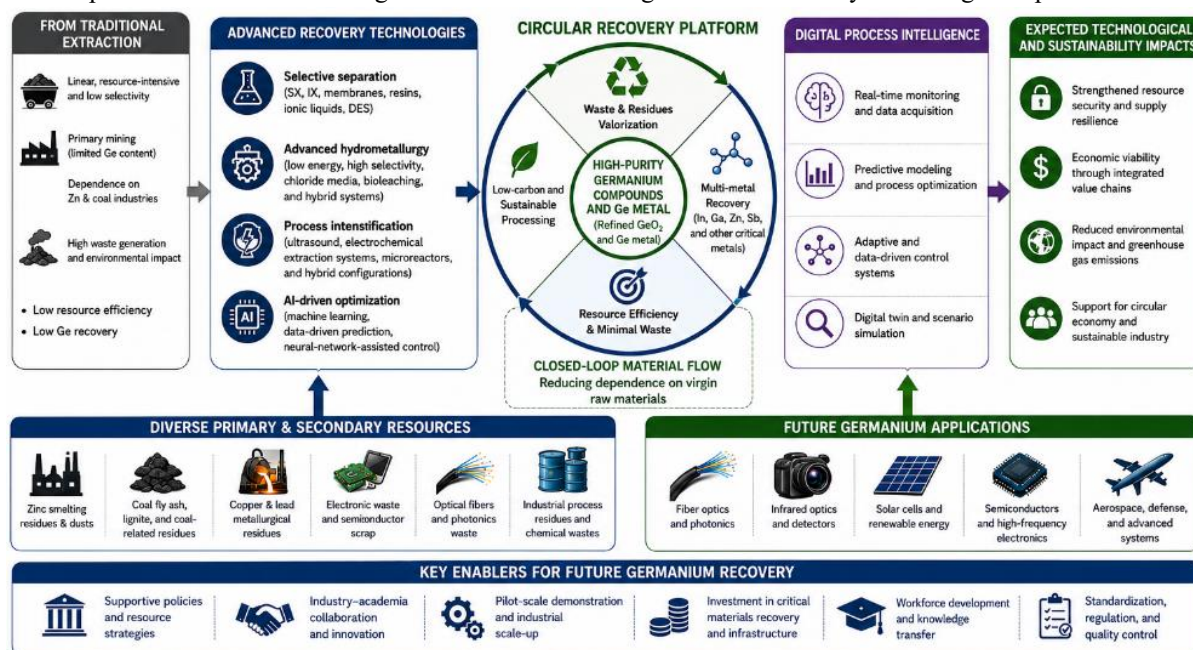 FROM TRADITIONAL
EXTRACTION
Linear, resource-intensive
and low selectivity
Primary mining
(limited Ge content)
Dependence on
Zn & coal industries
High waste generation
and environmental impact
• Low resource efficiency
• Low Ge recovery
ADVANCED RECOVERY TECHNOLOGIES
Selective separation
(SX, IX, membranes, resins,
ionic liquids, DES)
Advanced hydrometallurgy
(low energy, high selectivity,
chloride media, bioleaching,
and hybrid systems)
Process intenstification
(ultrasound, electrochemical
extraction systems, microreactors,
and hybrid configurations)
AI
AI-driven optimization
(machine learning,
data-driven prediction,
neural-network-assisted control)
CIRCULAR RECOVERY PLATFORM
Waste & Residues
Valorization
Low-carbon and
Sustainable
Processing
HIGH-PURITY
GERMANIUM
COMPOUNDS
AND Ge METAL
(Refined GeO₂
and Ge metal)
Multi-metal
Recovery
(In, Ga, Zn, Sb,
and other critical
metals)
Resource Efficiency
& Minimal Waste
CLOSED-LOOP MATERIAL FLOW
Reducing dependence on virgin
raw materials
DIGITAL PROCESS INTELLIGENCE
Real-time monitoring
and data acquisition
Predictive modeling
and process optimization
Adaptive and
data-driven control
systems
Digital twin and scenario
simulation
EXPECTED TECHNOLOGICAL
AND SUSTAINABILITY IMPACTS
Strengthened resource
security and supply
resilience
$
Economic viability
through integrated
value chains
Reduced environmental
impact and greenhouse
gas emissions
Support for circular
economy and
sustainable industry
DIVERSE PRIMARY & SECONDARY RESOURCES
Zinc smelting
residues & dusts
Coal fly ash,
lignite, and coal-
related residues
Copper & lead
metallurgical
residues
Electronic waste
and semiconductor
scrap
Optical fibers
and photonics
waste
Industrial process
residues and
chemical wastes
FUTURE GERMANIUM APPLICATIONS
Fiber optics
and photonics
Infrared optics
and detectors
Solar cells and
renewable energy
Semiconductors
and high-frequency
electronics
Aerospace, defense,
and advanced
systems
KEY ENABLERS FOR FUTURE GERMANIUM RECOVERY
Supportive policies
and resource
strategies
Industry–academia
collaboration
and innovation
Pilot-scale demonstration
and industrial
scale-up
Investment in critical
materials recovery
and infrastructure
Workforce development
and knowledge
transfer
Standardization,
regulation, and
quality control